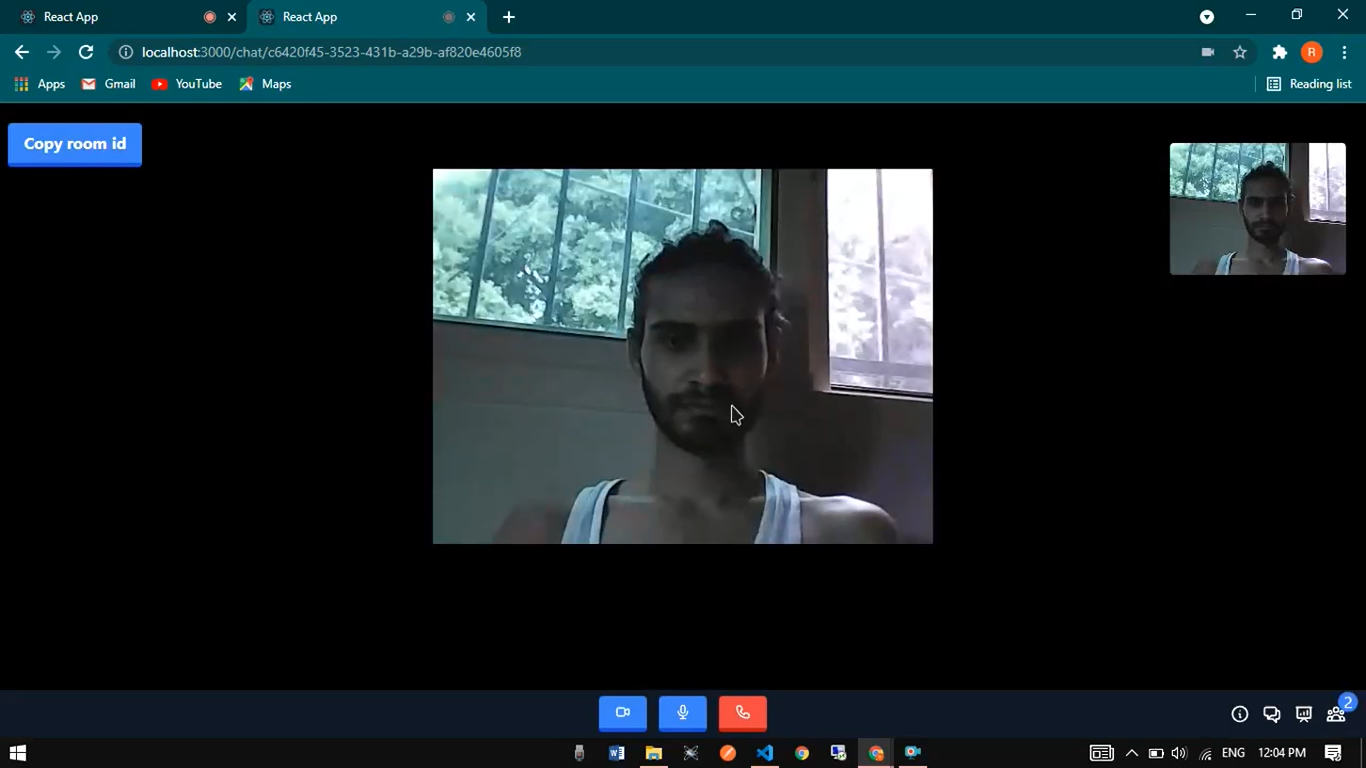 React App
React App
localhost:3000/chat/c6420f45-3523-431b-a29b-af820e4605f8
R
Apps
Gmail
YouTube
Maps
Reading list
Copy room id
2
ENG
12:04 PM